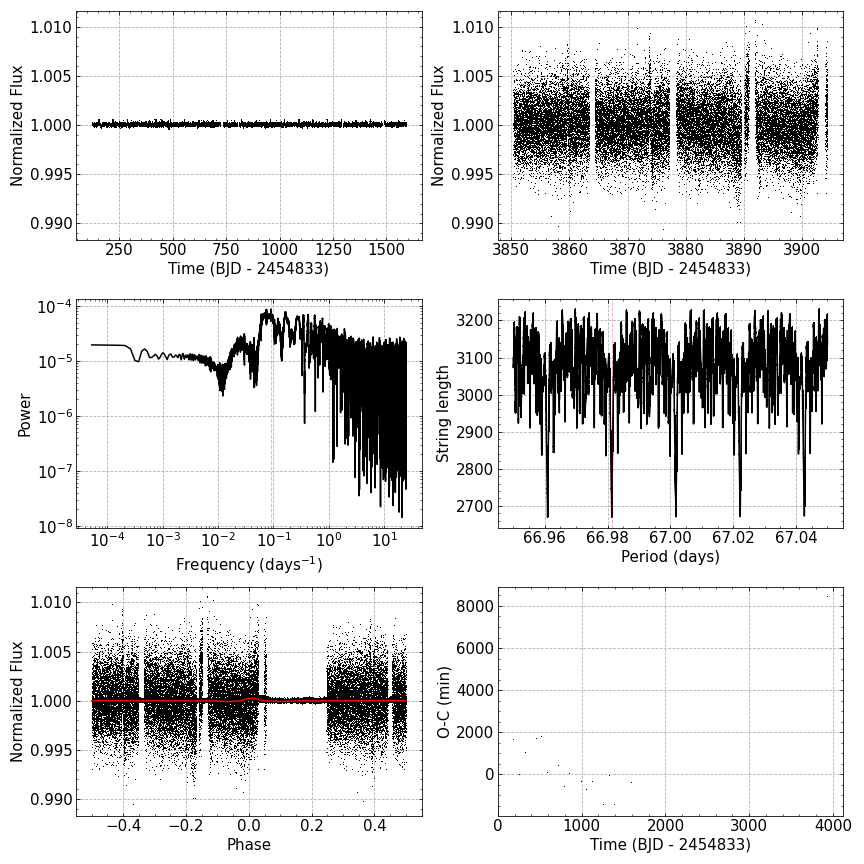 1.010
1.005
1.000
0.995
0.990
Normalized Flux
250 500 750 1000 1250 1500
Time (BJD - 2454833)
1.010
1.005
1.000
0.995
0.990
Normalized Flux
3850 3860 3870 3880 3890 3900
Time (BJD - 2454833)
10⁻⁴
10⁻⁵
10⁻⁶
10⁻⁷
10⁻⁸
Power
10⁻⁴ 10⁻³ 10⁻² 10⁻¹ 10⁰ 10¹
Frequency (days⁻¹)
3200
3100
3000
2900
2800
2700
String length
66.96 66.98 67.00 67.02 67.04
Period (days)
1.010
1.005
1.000
0.995
0.990
Normalized Flux
−0.4 −0.2 0.0 0.2 0.4
Phase
8000
6000
4000
2000
0
O-C (min)
0 1000 2000 3000 4000
Time (BJD - 2454833)